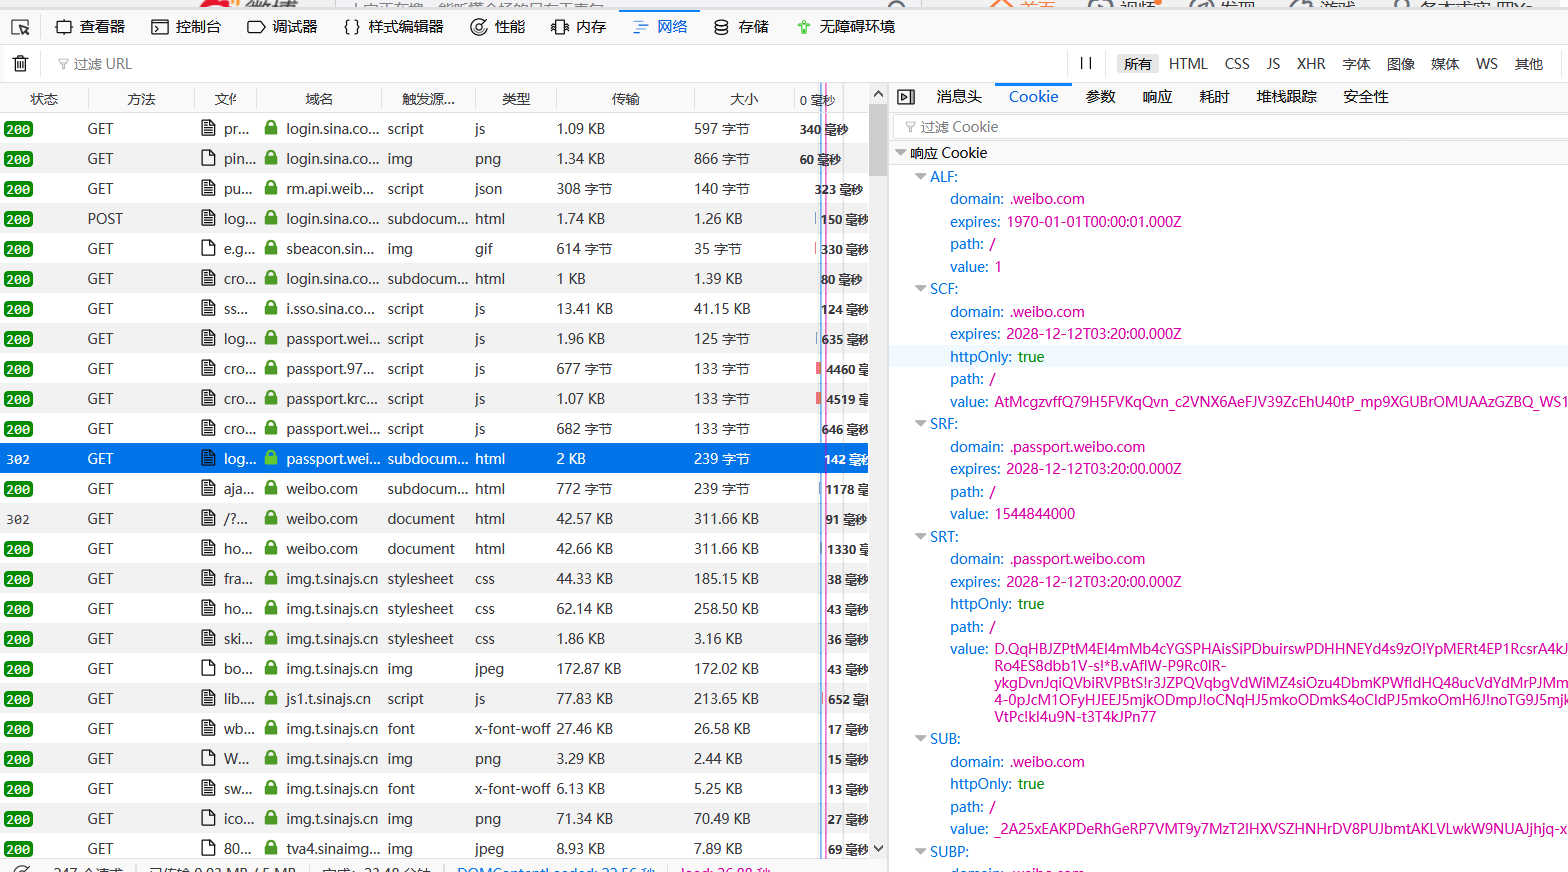 查看器 控制台 调试器 样式编辑器 性能 内存 网络 存储 无障碍环境
过滤 URL 所有 HTML CSS JS XHR 字体 图像 媒体 WS 其他
状态 方法 文件 域名 触发源... 类型 传输 大小 0 毫秒
200 GET pr... login.sina.co... script js 1.09 KB 597 字节 340 毫秒
200 GET pin... login.sina.co... img png 1.34 KB 866 字节 60 毫秒
200 GET pu... rm.api.weib... script json 308 字节 140 字节 323 毫秒
200 POST log... login.sina.co... subdocum... html 1.74 KB 1.26 KB 150 毫秒
200 GET e.g... sbeacon.sin... img gif 614 字节 35 字节 330 毫秒
200 GET cro... login.sina.co... subdocum... html 1 KB 1.39 KB 80 毫秒
200 GET ss... i.sso.sina.co... script js 13.41 KB 41.15 KB 124 毫秒
200 GET log... passport.wei... script js 1.96 KB 125 字节 635 毫秒
200 GET cro... passport.97... script js 677 字节 133 字节 4460 毫
200 GET cro... passport.krc... script js 1.07 KB 133 字节 4519 毫
200 GET cro... passport.wei... script js 682 字节 133 字节 646 毫秒
302 GET log... passport.wei... subdocum... html 2 KB 239 字节 142 毫秒
200 GET aja... weibo.com subdocum... html 772 字节 239 字节 1178 毫
302 GET /?... weibo.com document html 42.57 KB 311.66 KB 91 毫秒
200 GET ho... weibo.com document html 42.66 KB 311.66 KB 1330 毫
200 GET fra... img.t.sinajs.cn stylesheet css 44.33 KB 185.15 KB 38 毫秒
200 GET ho... img.t.sinajs.cn stylesheet css 62.14 KB 258.50 KB 43 毫秒
200 GET ski... img.t.sinajs.cn stylesheet css 1.86 KB 3.16 KB 36 毫秒
200 GET bo... img.t.sinajs.cn img jpeg 172.87 KB 172.02 KB 43 毫秒
200 GET lib.... js1.t.sinajs.cn script js 77.83 KB 213.65 KB 652 毫秒
200 GET wb... img.t.sinajs.cn font x-font-woff 27.46 KB 26.58 KB 17 毫秒
200 GET W... img.t.sinajs.cn img png 3.29 KB 2.44 KB 15 毫秒
200 GET sw... img.t.sinajs.cn font x-font-woff 6.13 KB 5.25 KB 13 毫秒
200 GET ico... img.t.sinajs.cn img png 71.34 KB 70.49 KB 27 毫秒
200 GET 80... tva4.sinaimg... img jpeg 8.93 KB 7.89 KB 69 毫秒
消息头 Cookie 参数 响应 耗时 堆栈跟踪 安全性
过滤 Cookie
响应 Cookie
ALF:
domain: .weibo.com
expires: 1970-01-01T00:00:01.000Z
path: /
value: 1
SCF:
domain: .weibo.com
expires: 2028-12-12T03:20:00.000Z
httpOnly: true
path: /
value: AtMcgzvffQ79H5FVKqQvn_c2VNX6AeFJV39ZcEhU40tP_mp9XGUBrOMUAAzGZBQ_WS1
SRF:
domain: .passport.weibo.com
expires: 2028-12-12T03:20:00.000Z
path: /
value: 1544844000
SRT:
domain: .passport.weibo.com
expires: 2028-12-12T03:20:00.000Z
httpOnly: true
path: /
value: D.QqHBJZPtM4EI4mMb4cYGSPHAisSiPDbuirswPDHHNEYd4s9zO!YpMERt4EP1RcsrA4kJ
Ro4ES8dbb1V-s!*B.vAflW-P9Rc0lR-
ykgDvnJqiQVbiRVPBtS!r3JZPQVqbgVdWiMZ4siOzu4DbmKPWfIdHQ48ucVdYdMrPJMm
4-0pJcM1OFyHJEEJ5mjkODmpJ!oCNqHJ5mkoODmkS4oCIdPJ5mkoOmH6J!noTG9J5mjk
VtPc!kI4u9N-t3T4kJPn77
SUB:
domain: .weibo.com
httpOnly: true
path: /
value: _2A25xEAKPDeRhGeRP7VMT9y7MzT2IHXVSZHNHrDV8PUJbmtAKLVLwkW9NUAJjhjq-x
SUBP: